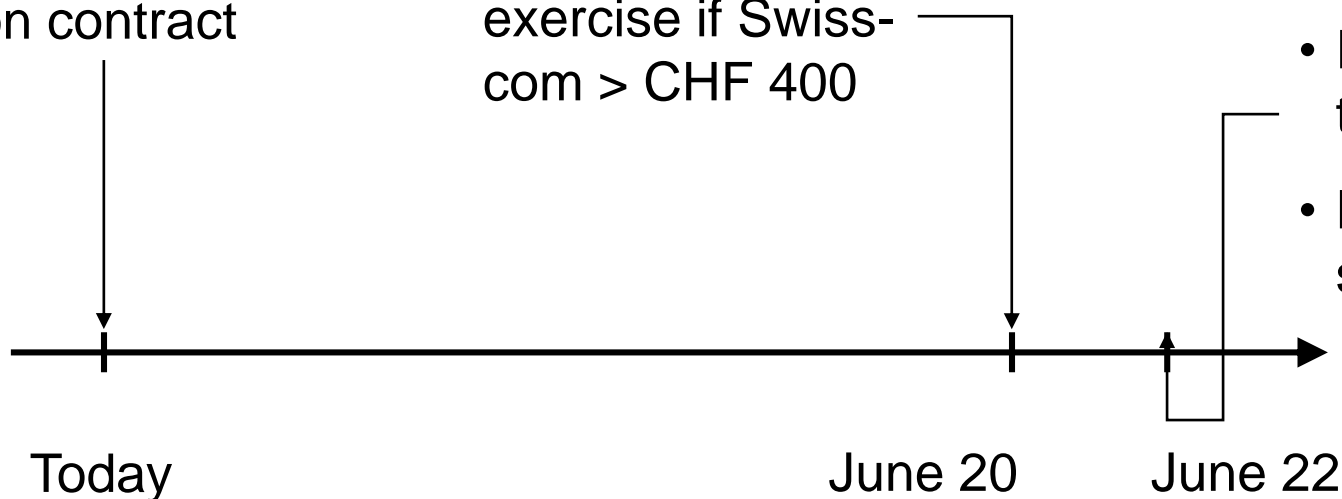 contract
exercise if Swiss-
com > CHF 400
Today
June 20
June 22